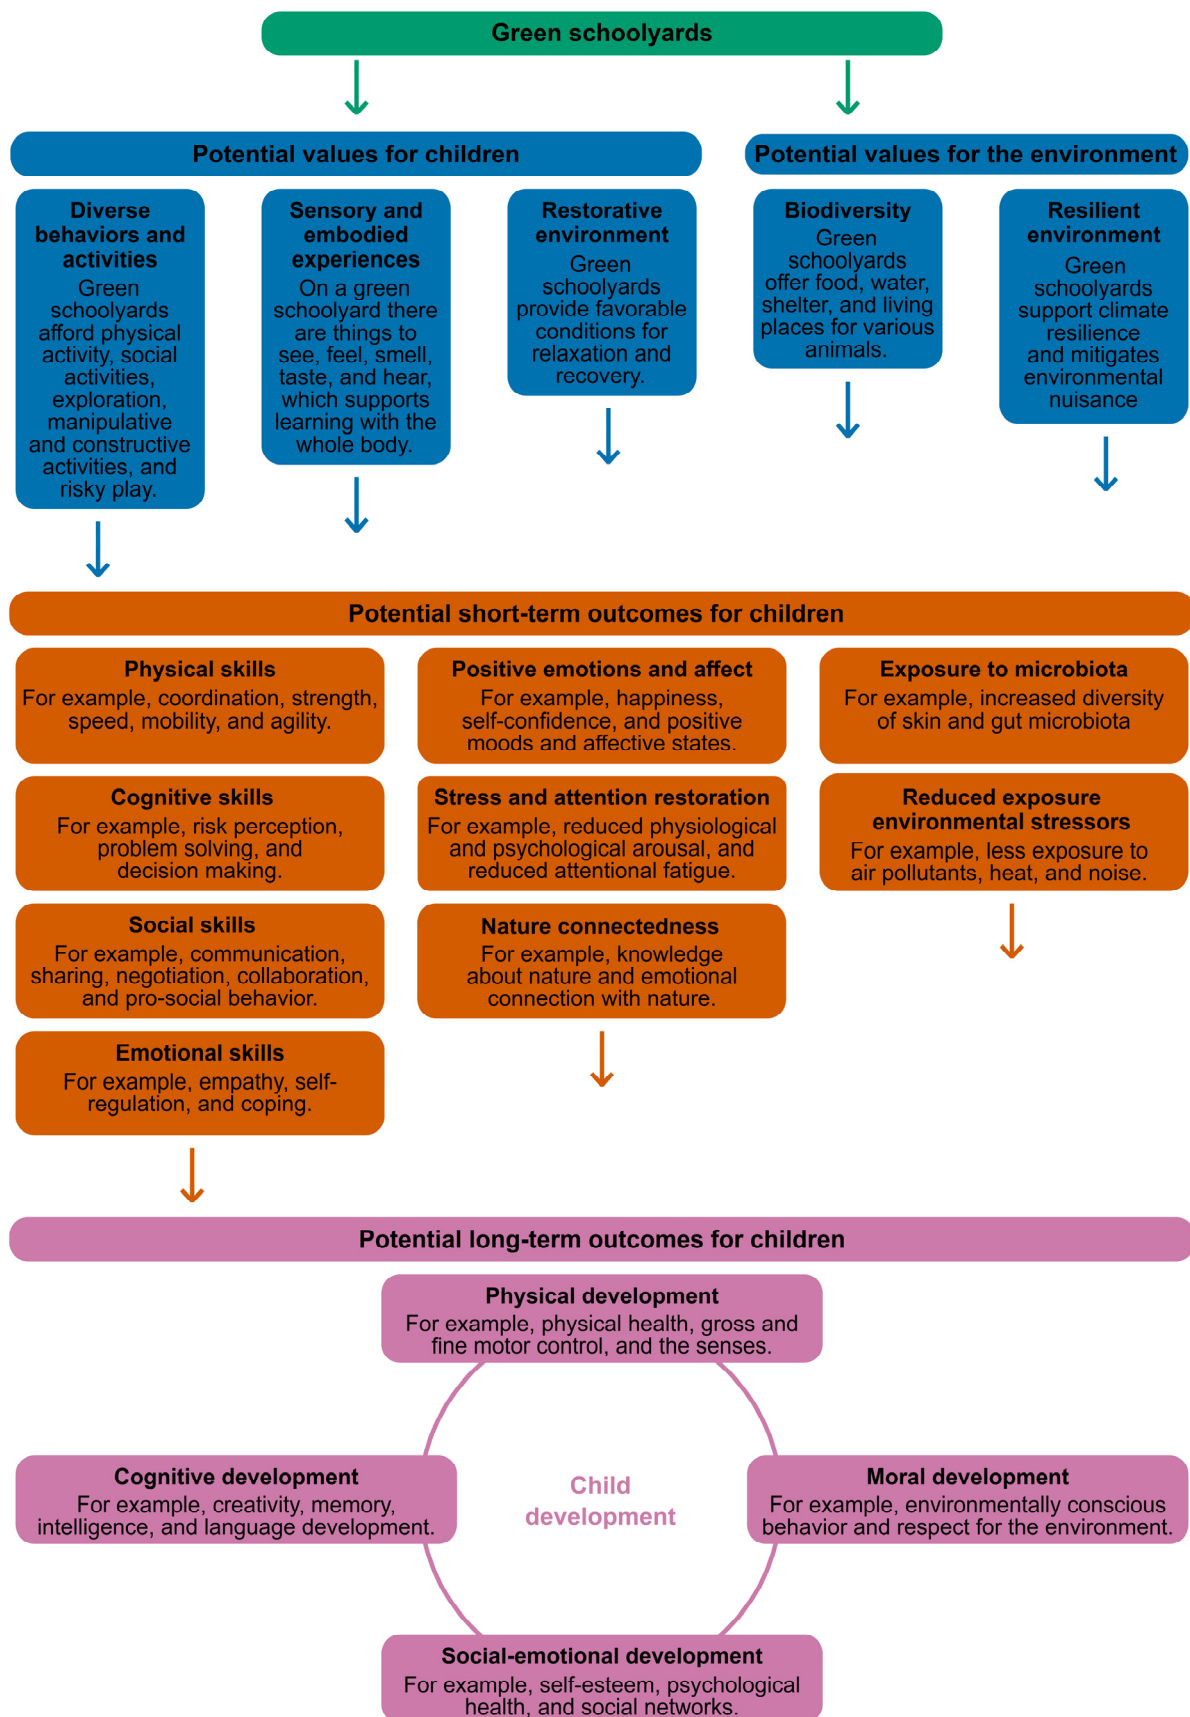 Green schoolyards
Potential values for children
Diverse
behaviors and
activities
Green
schoolyards
afford physical
activity, social
activities,
exploration,
manipulative
and constructive
activities, and
risky play.
Sensory and
embodied
experiences
On a green
schoolyard there
are things to
see, feel, smell,
taste, and hear,
which supports
learning with the
whole body.
Restorative
environment
Green
schoolyards
provide favorable
conditions for
relaxation and
recovery.
Potential values for the environment
Biodiversity
Green
schoolyards
offer food, water,
shelter, and living
places for various
animals.
Resilient
environment
Green
schoolyards
support climate
resilience
and mitigates
environmental
nuisance
Potential short-term outcomes for children
Physical skills
For example, coordination, strength,
speed, mobility, and agility.
Cognitive skills
For example, risk perception,
problem solving, and
decision making.
Social skills
For example, communication,
sharing, negotiation, collaboration,
and pro-social behavior.
Emotional skills
For example, empathy, self-
regulation, and coping.
Positive emotions and affect
For example, happiness,
self-confidence, and positive
moods and affective states.
Stress and attention restoration
For example, reduced physiological
and psychological arousal, and
reduced attentional fatigue.
Nature connectedness
For example, knowledge
about nature and emotional
connection with nature.
Exposure to microbiota
For example, increased diversity
of skin and gut microbiota
Reduced exposure
environmental stressors
For example, less exposure to
air pollutants, heat, and noise.
Potential long-term outcomes for children
Physical development
For example, physical health, gross and
fine motor control, and the senses.
Cognitive development
For example, creativity, memory,
intelligence, and language development.
Child
development
Moral development
For example, environmentally conscious
behavior and respect for the environment.
Social-emotional development
For example, self-esteem, psychological
health, and social networks.